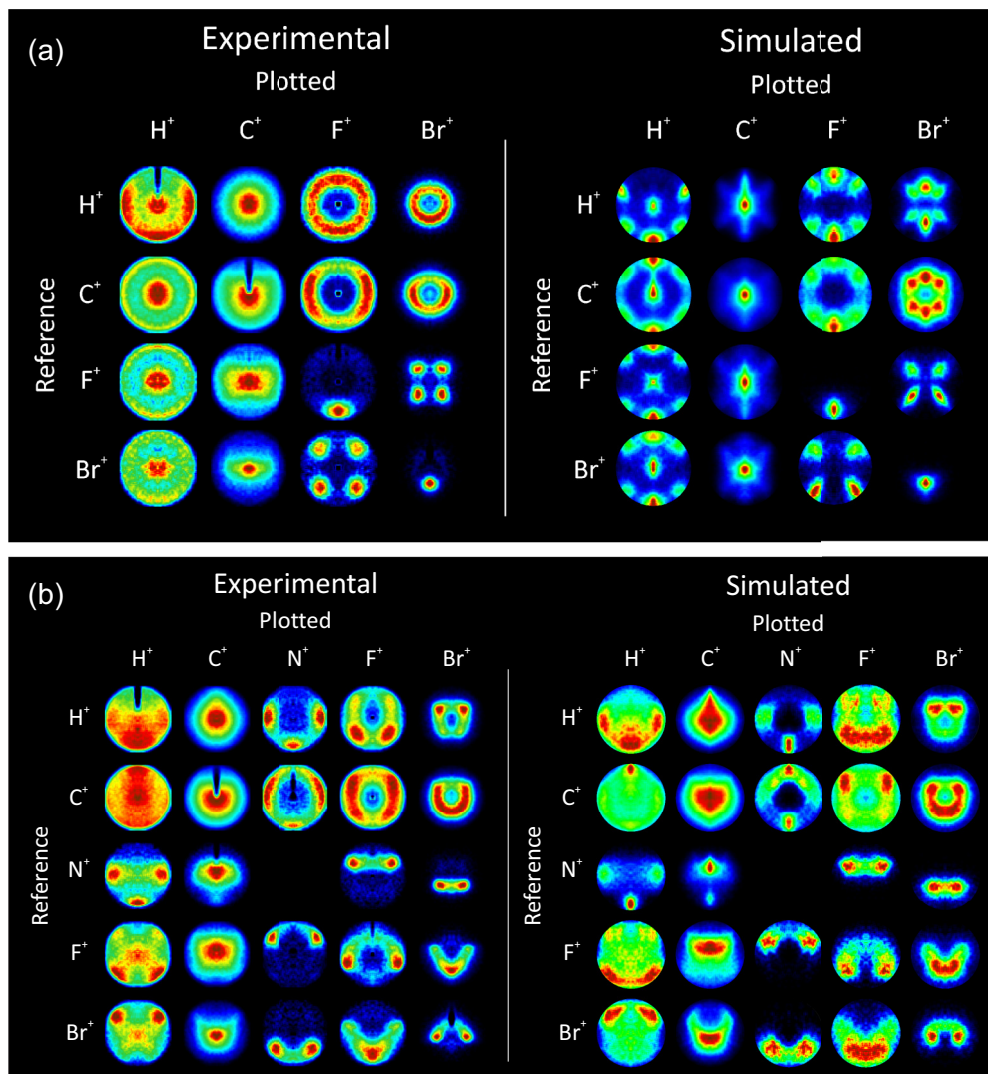 (a)
Experimental
Simulated
Plotted
Plotted
H⁺ C⁺ F⁺ Br⁺
H⁺ C⁺ F⁺ Br⁺
Reference
H⁺
C⁺
F⁺
Br⁺
Reference
H⁺
C⁺
F⁺
Br⁺
(b)
Experimental
Simulated
Plotted
Plotted
H⁺ C⁺ N⁺ F⁺ Br⁺
H⁺ C⁺ N⁺ F⁺ Br⁺
Reference
H⁺
C⁺
N⁺
F⁺
Br⁺
Reference
H⁺
C⁺
N⁺
F⁺
Br⁺